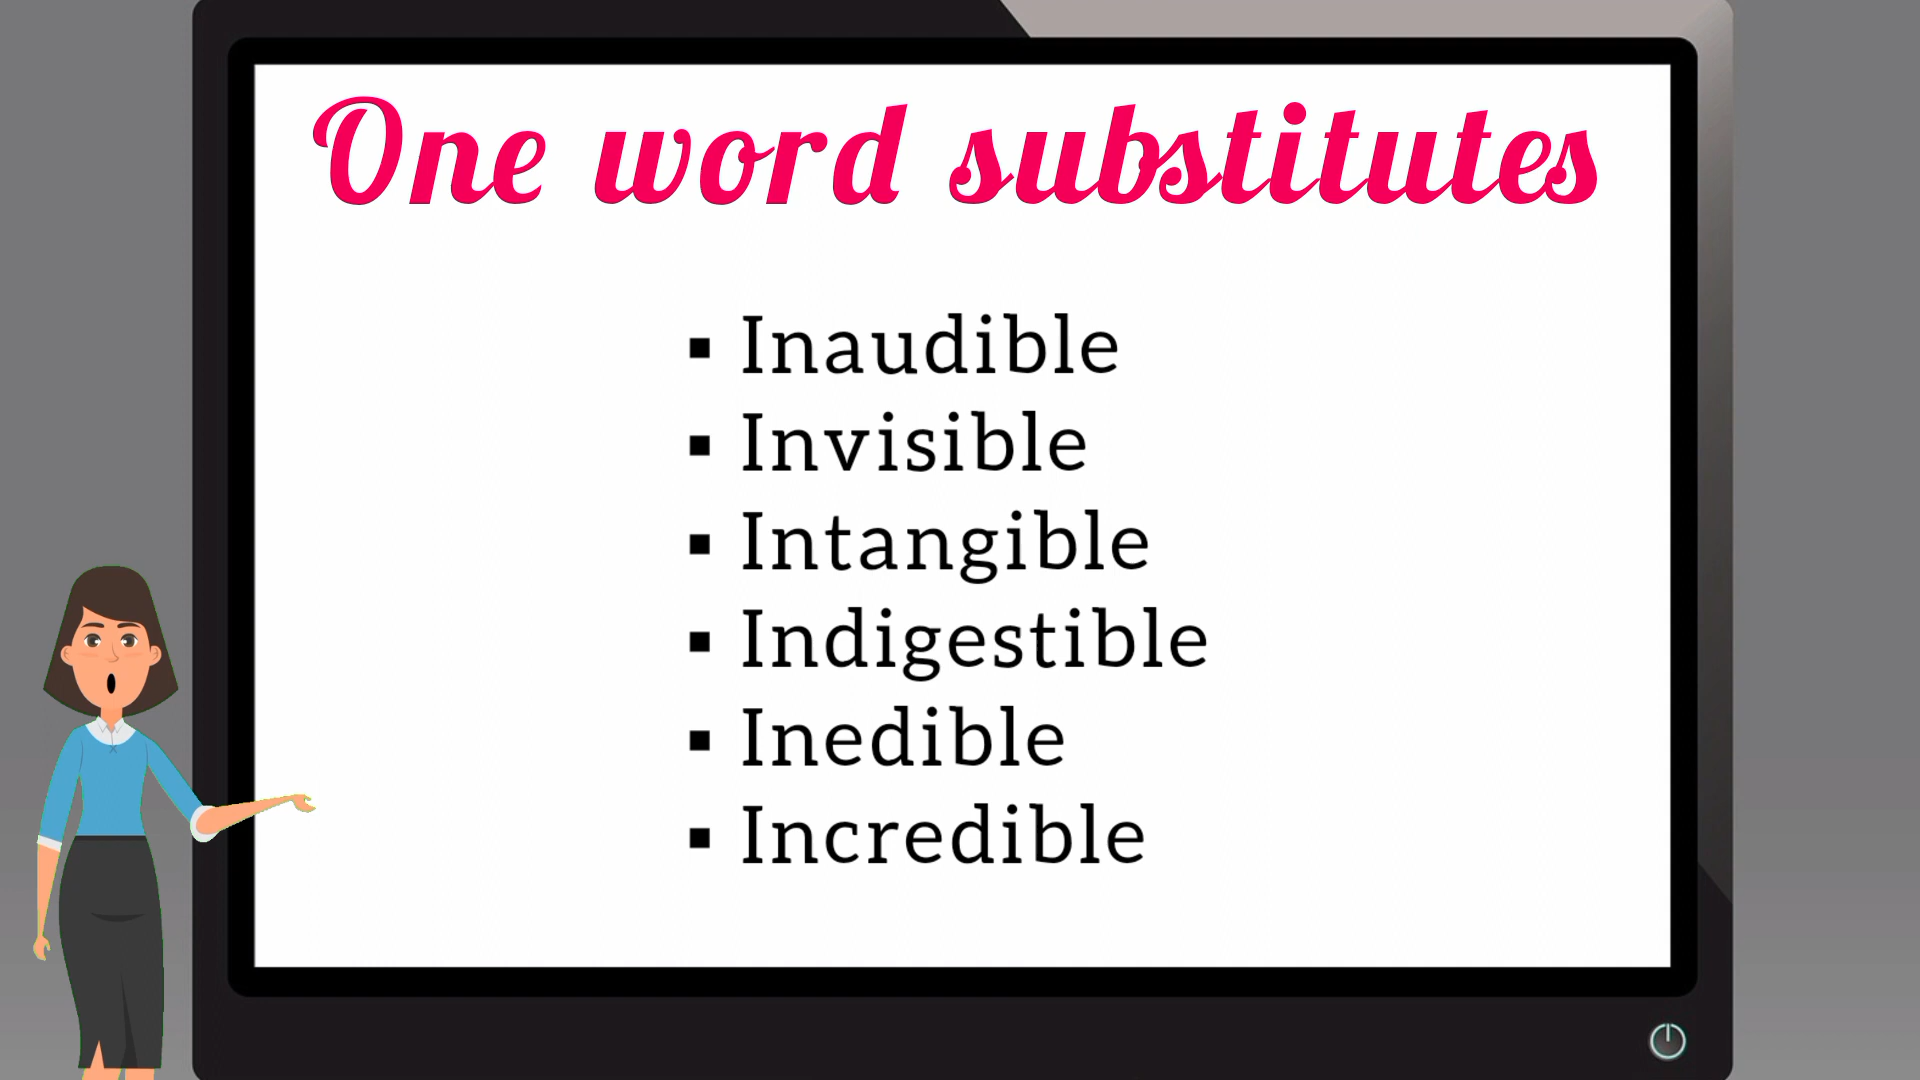 One word substitutes
▪ Inaudible
▪ Invisible
▪ Intangible
▪ Indigestible
▪ Inedible
▪ Incredible